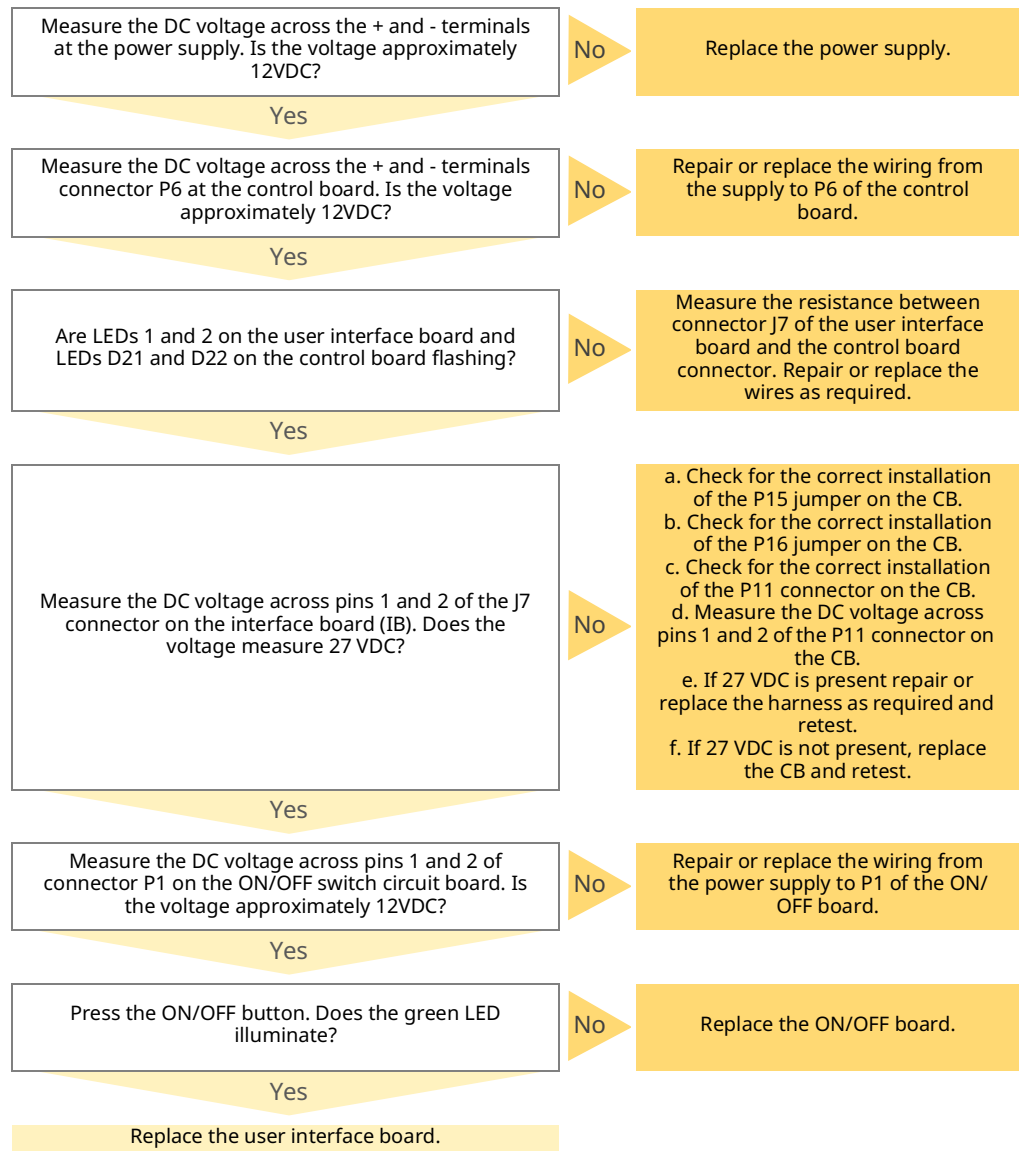 Measure the DC voltage across the + and - terminals
at the power supply. Is the voltage approximately
12VDC?
No
Replace the power supply.
Yes
Measure the DC voltage across the + and - terminals
connector P6 at the control board. Is the voltage
approximately 12VDC?
No
Repair or replace the wiring from
the supply to P6 of the control
board.
Yes
Are LEDs 1 and 2 on the user interface board and
LEDs D21 and D22 on the control board flashing?
No
Measure the resistance between
connector J7 of the user interface
board and the control board
connector. Repair or replace the
wires as required.
Yes
Measure the DC voltage across pins 1 and 2 of the J7
connector on the interface board (IB). Does the
voltage measure 27 VDC?
No
a. Check for the correct installation
of the P15 jumper on the CB.
b. Check for the correct installation
of the P16 jumper on the CB.
c. Check for the correct installation
of the P11 connector on the CB.
d. Measure the DC voltage across
pins 1 and 2 of the P11 connector on
the CB.
e. If 27 VDC is present repair or
replace the harness as required and
retest.
f. If 27 VDC is not present, replace
the CB and retest.
Yes
Measure the DC voltage across pins 1 and 2 of
connector P1 on the ON/OFF switch circuit board. Is
the voltage approximately 12VDC?
No
Repair or replace the wiring from
the power supply to P1 of the ON/
OFF board.
Yes
Press the ON/OFF button. Does the green LED
illuminate?
No
Replace the ON/OFF board.
Yes
Replace the user interface board.